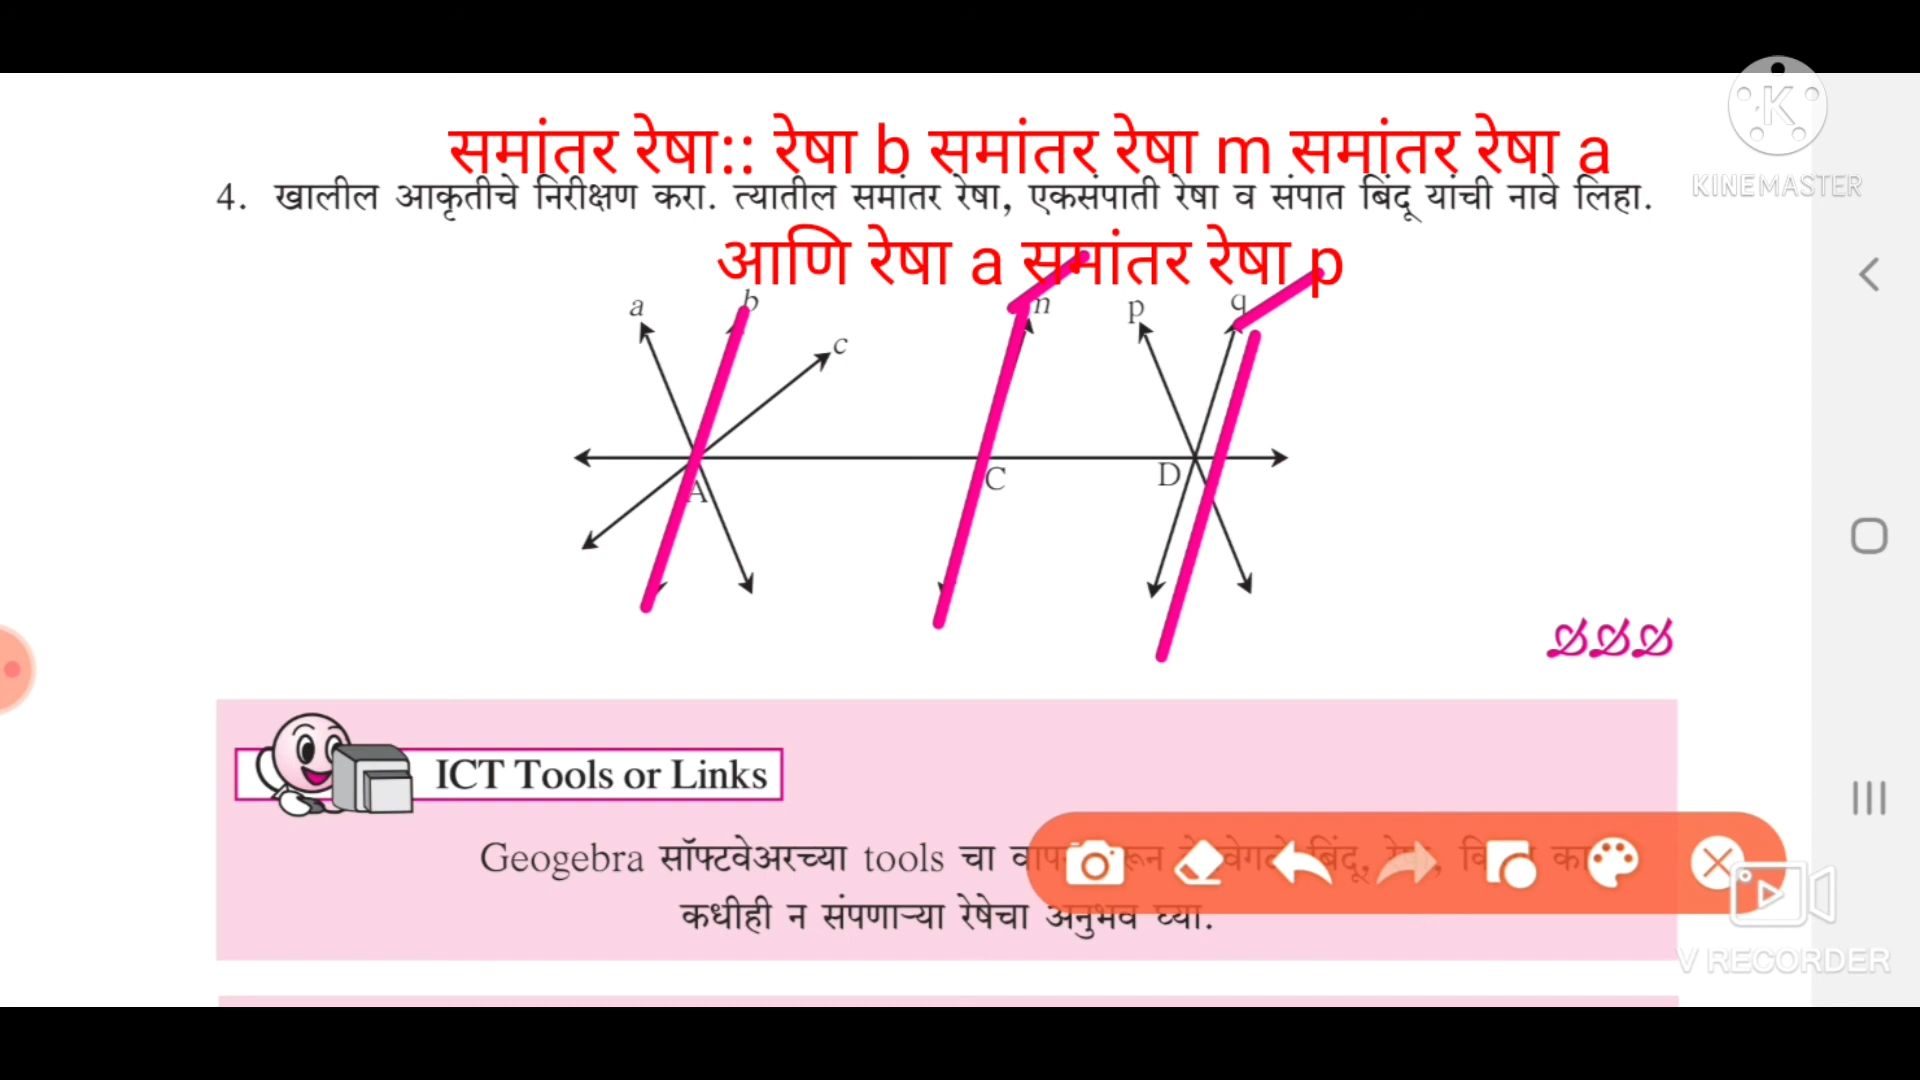 समांतर रेषा:: रेषा b समांतर रेषा m समांतर रेषा a
KINEMASTER
4. खालील आकृतीचे निरीक्षण करा. त्यातील समांतर रेषा, एकसंपाती रेषा व संपात बिंदू यांची नावे लिहा.
आणि रेषा a समांतर रेषा p
a b m p q
c
A C D
ICT Tools or Links
Geogebra सॉफ्टवेअरच्या tools चा
कधीही न संपणाऱ्या रेषेचा अनुभव घ्या.
V RECORDER